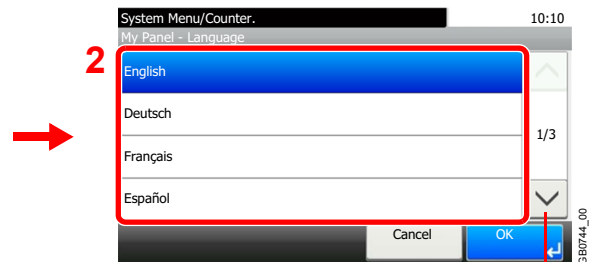 System Menu/Counter. 10:10
My Panel - Language
2
English
Deutsch
1/3
Français
Español
Cancel OK
GB0744_00